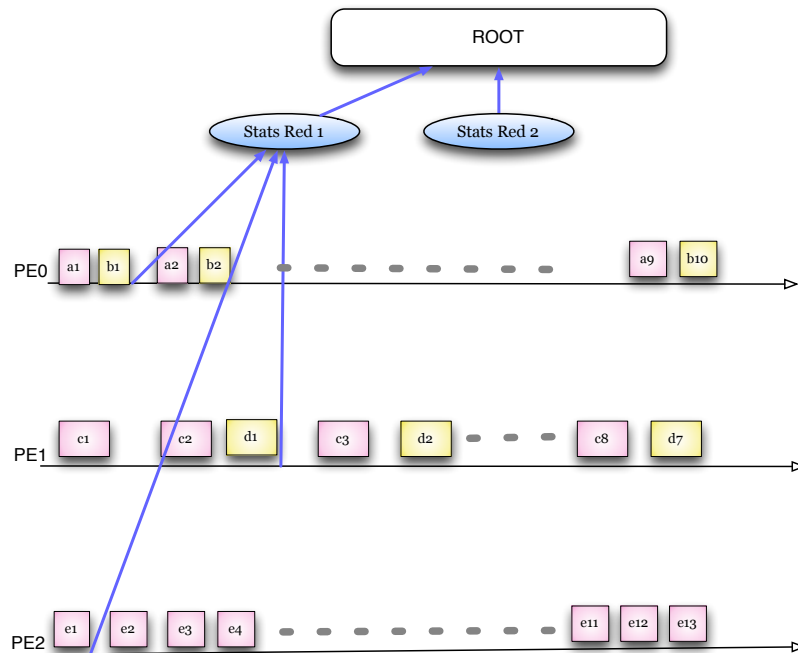 ROOT
Stats Red 1 Stats Red 2
PE0 a1 b1 a2 b2 a9 b10
PE1 c1 c2 d1 c3 d2 c8 d7
PE2 e1 e2 e3 e4 e11 e12 e13